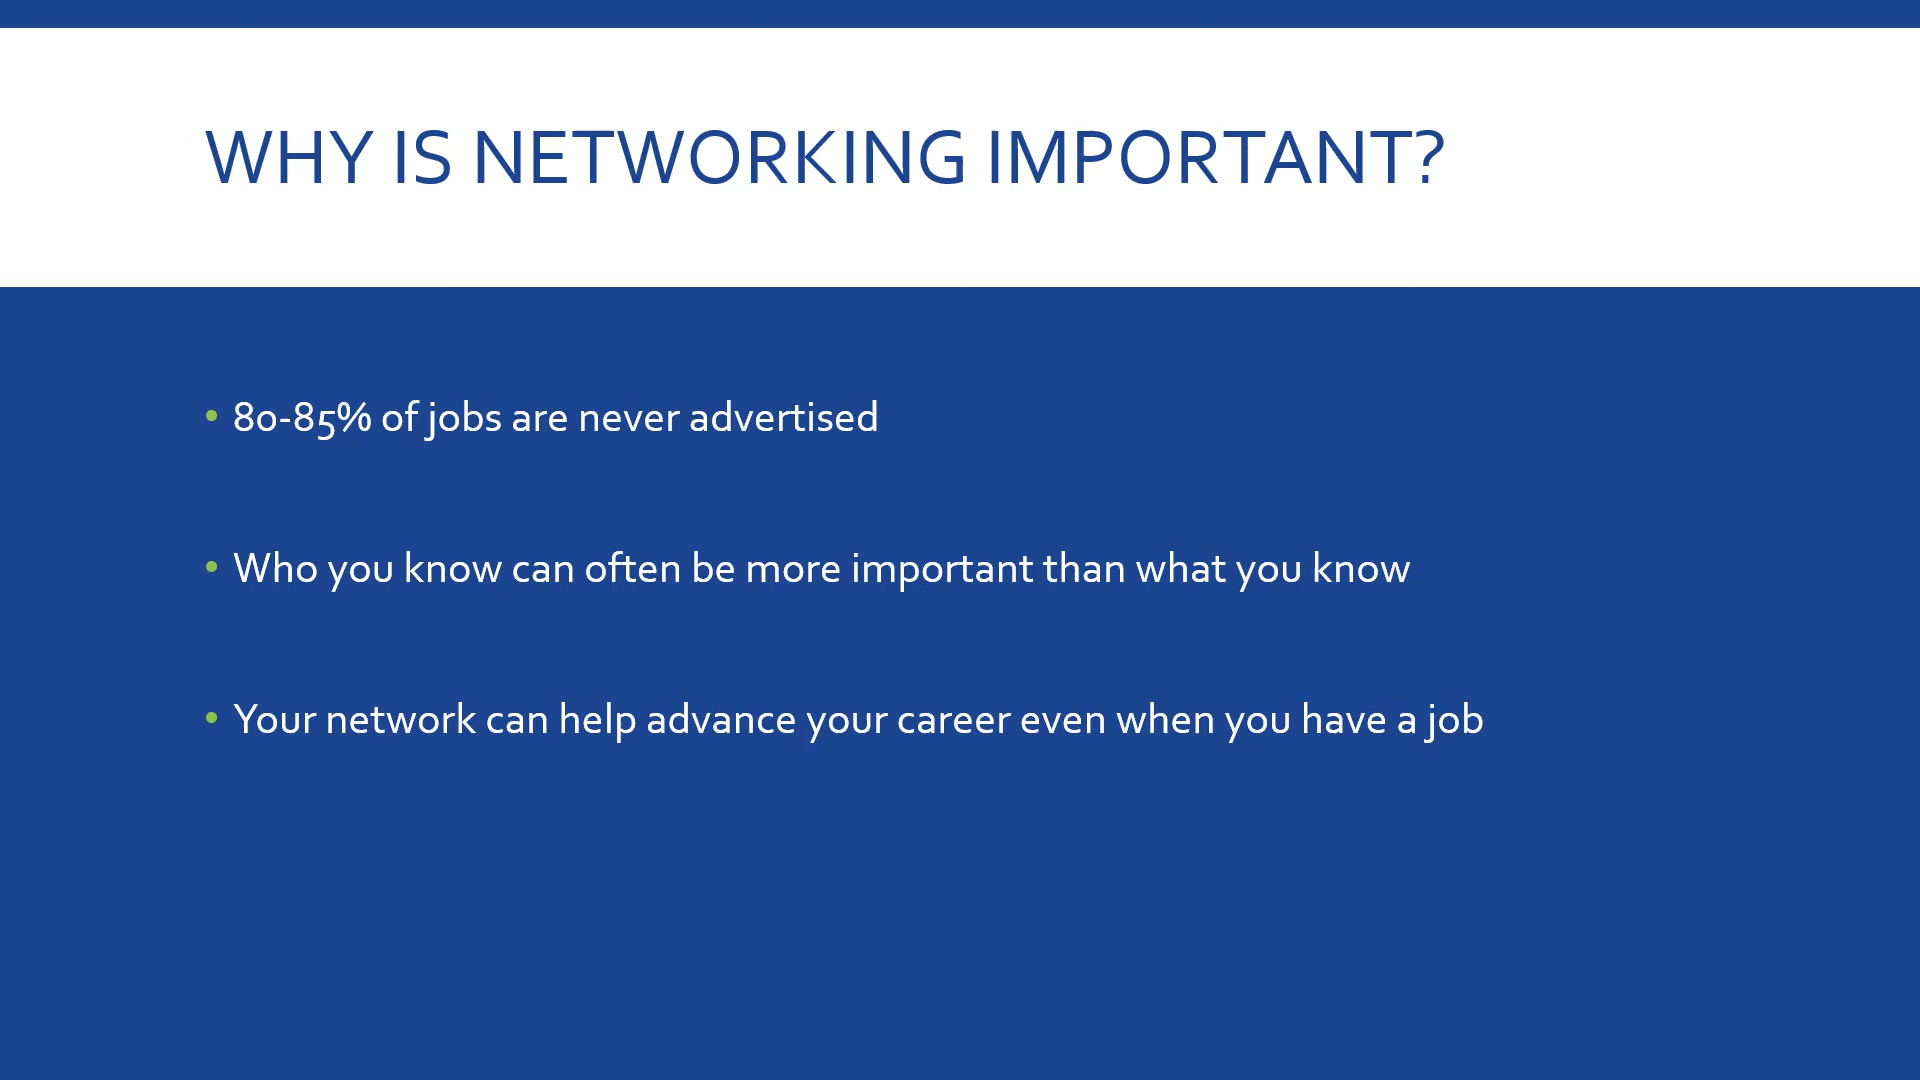 WHY IS NETWORKING IMPORTANT?
• 80-85% of jobs are never advertised
• Who you know can often be more important than what you know
• Your network can help advance your career even when you have a job